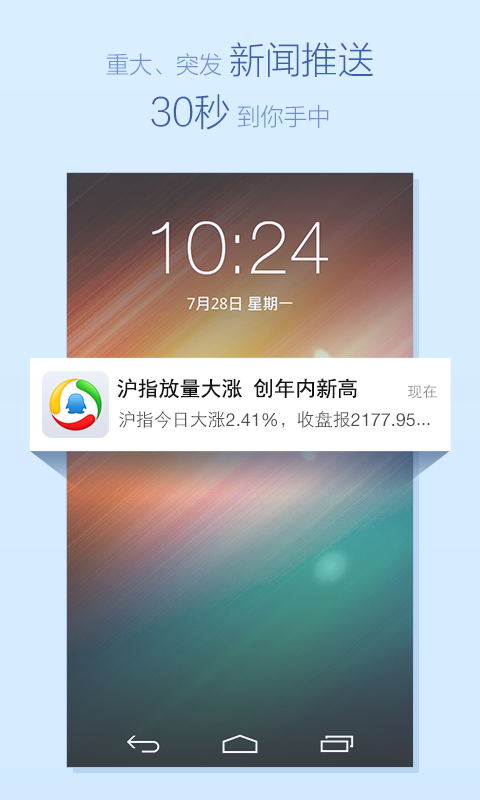 重大、突发 新闻推送
30秒 到你手中
10:24
7月28日 星期一
沪指放量大涨 创年内新高 现在
沪指今日大涨2.41%，收盘报2177.95...